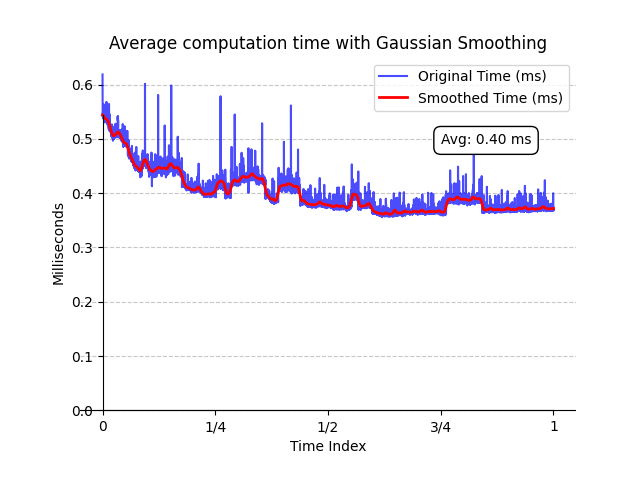 Average computation time with Gaussian Smoothing
Original Time (ms)
Smoothed Time (ms)
Avg: 0.40 ms
Milliseconds
0.6
0.5
0.4
0.3
0.2
0.1
0.0
0
1/4
1/2
3/4
1
Time Index